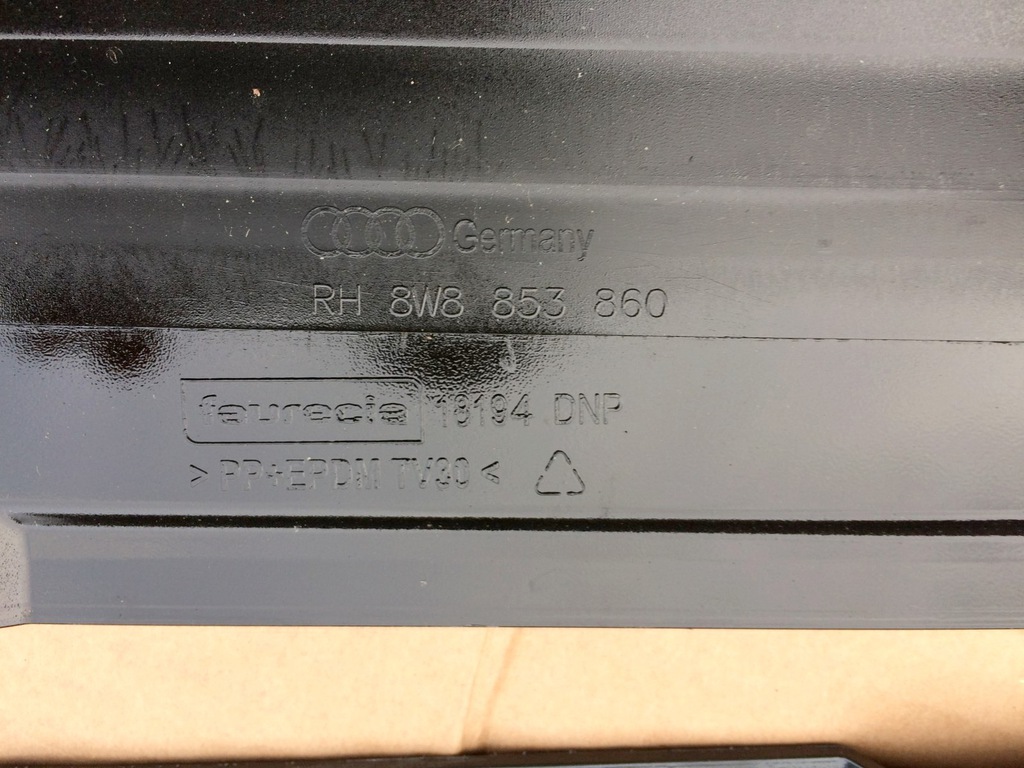 Germany
RH 8W8 853 860
faurecia 18194 DNP
> PP+EPDM TV30 <